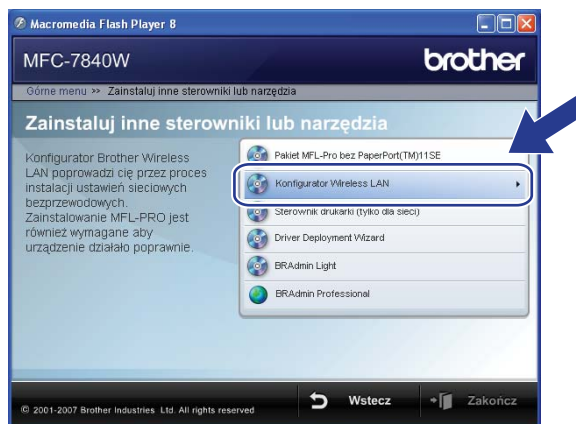 Macromedia Flash Player 8
MFC-7840W
brother
Górne menu >> Zainstaluj inne sterowniki lub narzędzia
Zainstaluj inne sterowniki lub narzędzia
Konfigurator Brother Wireless
LAN poprowadzi cię przez proces
instalacji ustawień sieciowych
bezprzewodowych.
Zainstalowanie MFL-PRO jest
również wymagane aby
urządzenie działało poprawnie.
Pakiet MFL-Pro bez PaperPort(TM)11SE
Konfigurator Wireless LAN
Sterownik drukarki (tylko dla sieci)
Driver Deployment Wizard
BRAdmin Light
BRAdmin Professional
© 2001-2007 Brother Industries Ltd. All rights reserved
Wstecz
Zakończ